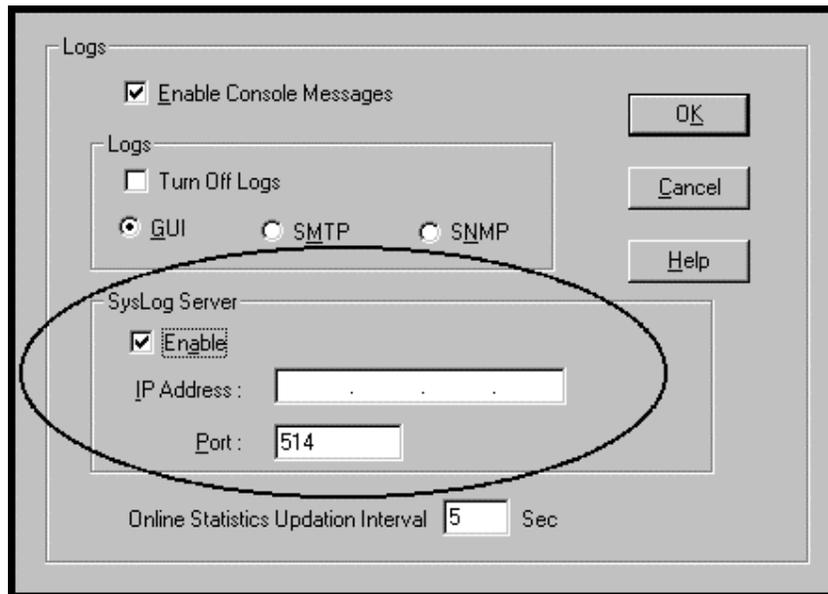 Logs
Enable Console Messages
OK
Logs
Turn Off Logs
Cancel
GUI SMTP SNMP
Help
SysLog Server
Enable
IP Address : . . .
Port : 514
Online Statistics Updation Interval 5 Sec